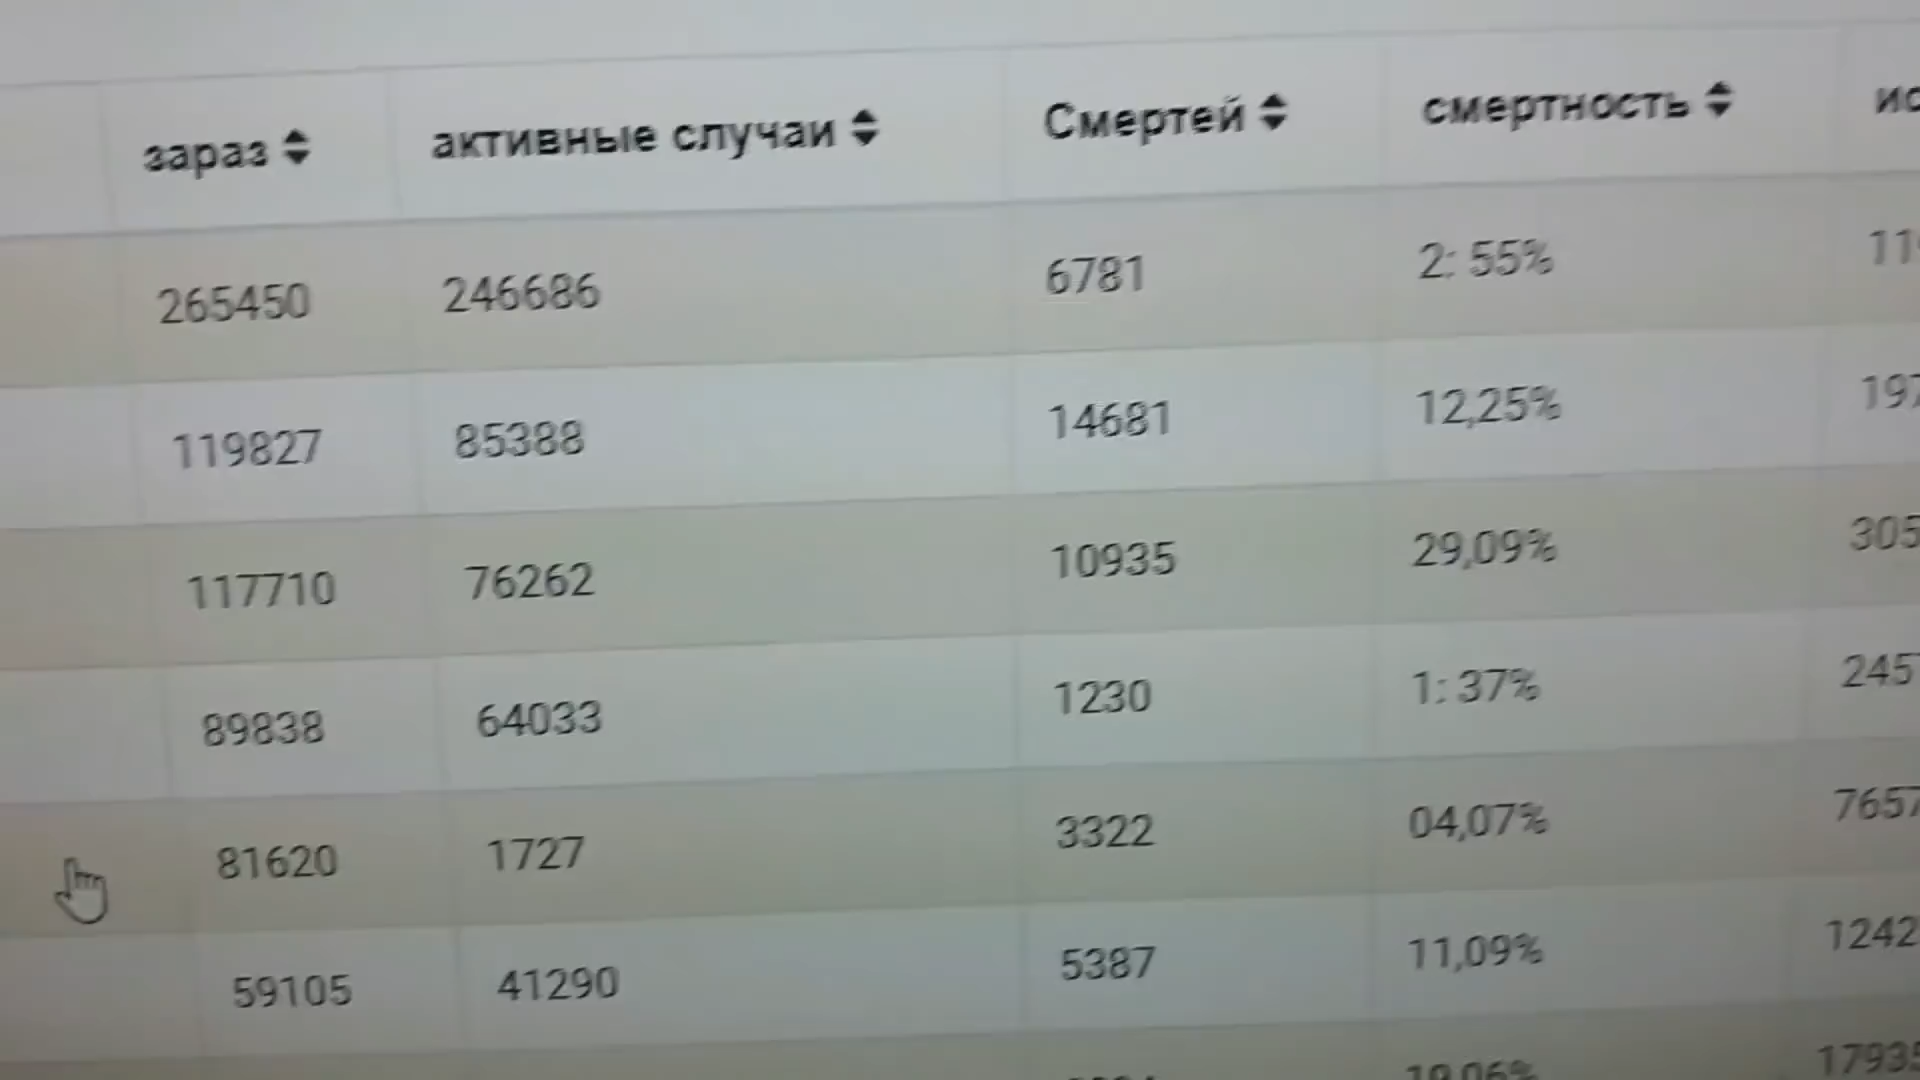 зараз активные случаи Смертей смертность
265450 246686 6781 2: 55%
119827 85388 14681 12,25%
117710 76262 10935 29,09%
89838 64033 1230 1: 37%
81620 1727 3322 04,07%
59105 41290 5387 11,09%